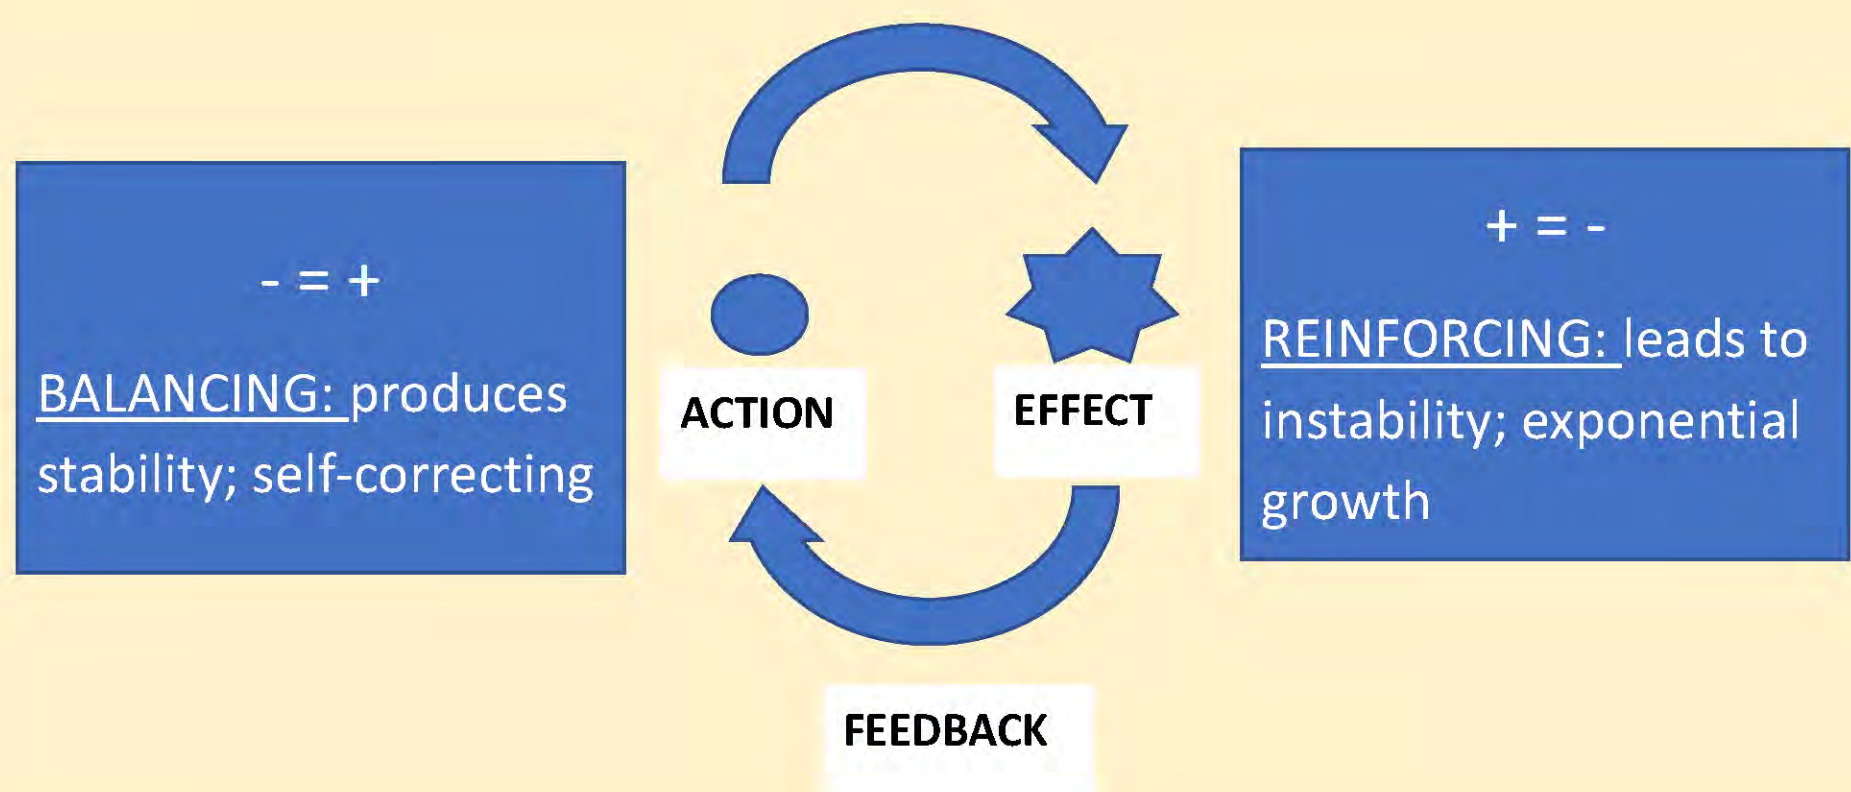 - = +
BALANCING: produces
stability; self-correcting
ACTION
EFFECT
FEEDBACK
+ = -
REINFORCING: leads to
instability; exponential
growth